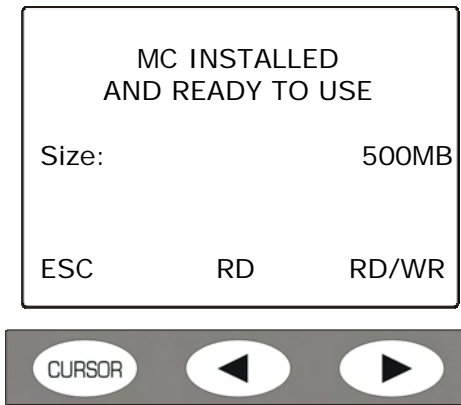 MC INSTALLED
AND READY TO USE
Size: 500MB
ESC RD RD/WR
CURSOR